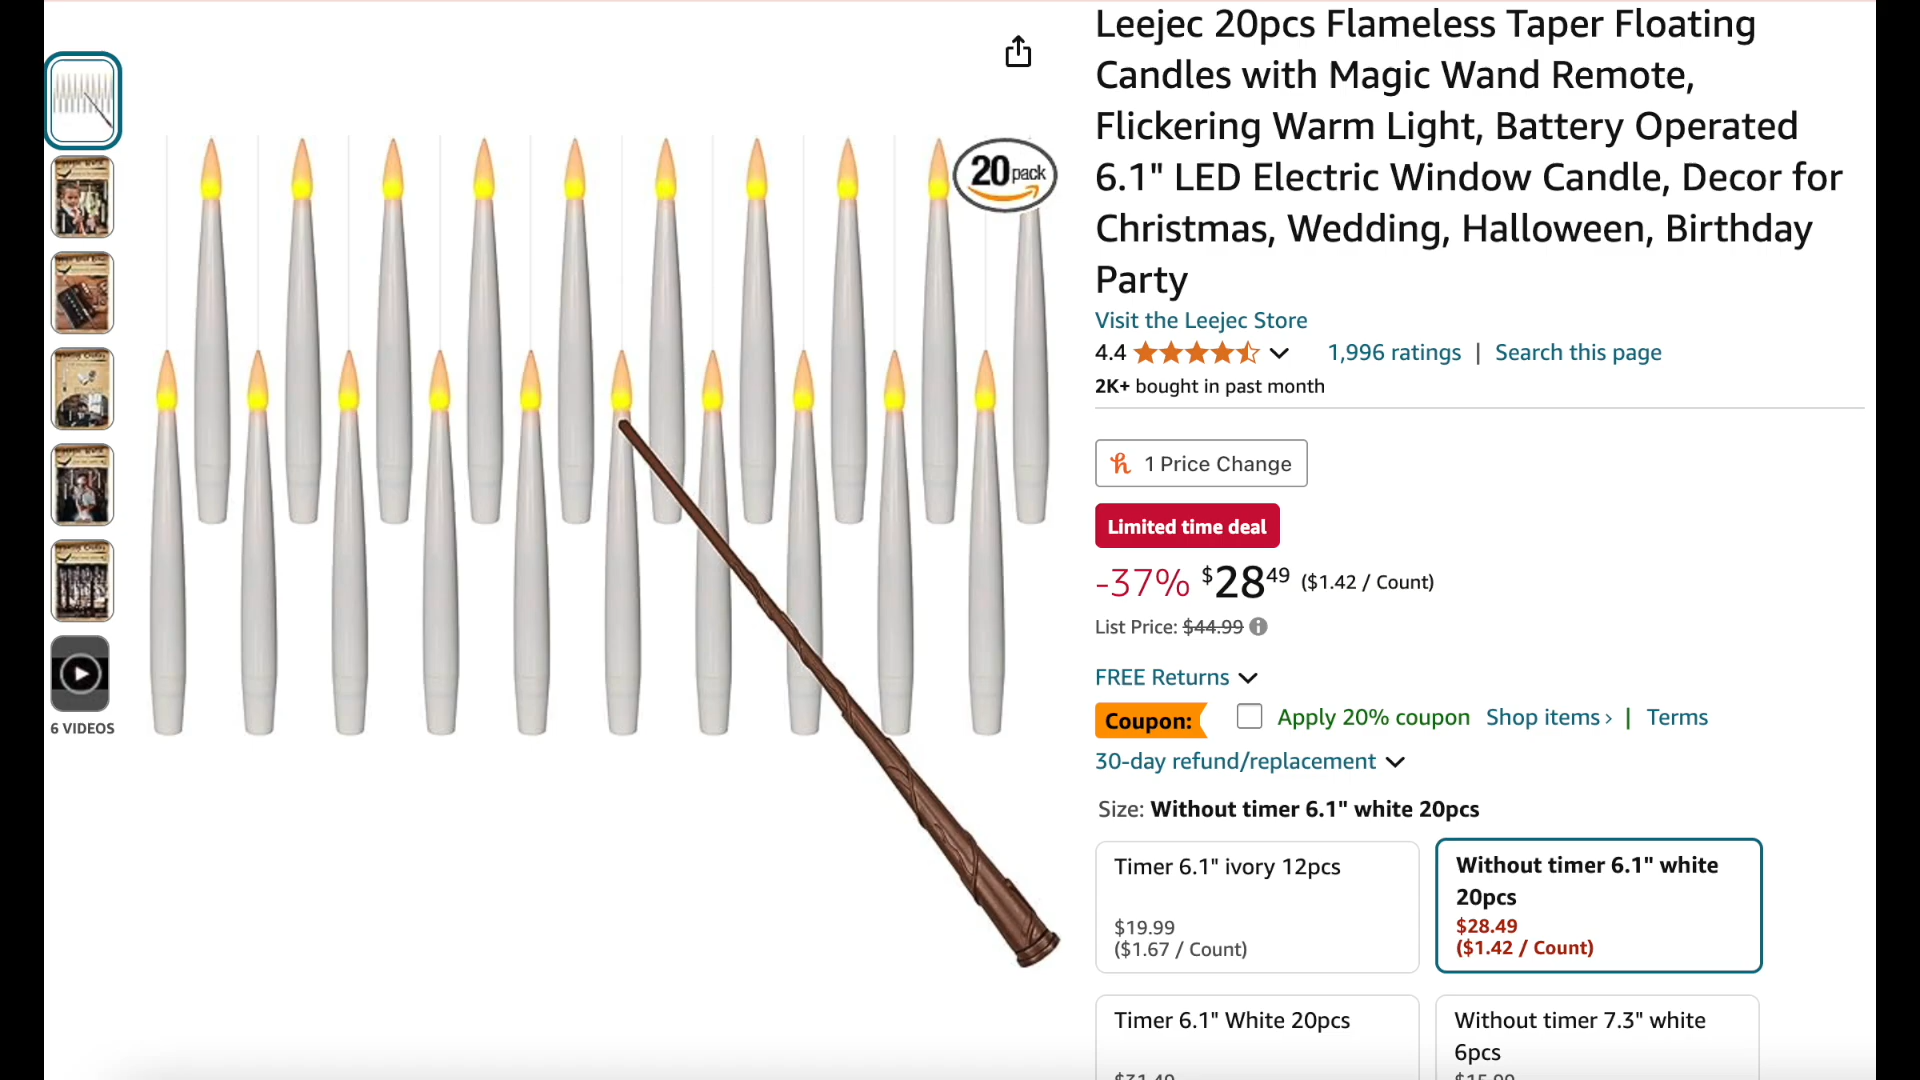 Leejec 20pcs Flameless Taper Floating
Candles with Magic Wand Remote,
Flickering Warm Light, Battery Operated
6.1" LED Electric Window Candle, Decor for
Christmas, Wedding, Halloween, Birthday
Party
Visit the Leejec Store
4.4
1,996 ratings | Search this page
2K+ bought in past month
20 pack
1 Price Change
Limited time deal
-37% $28 49 ($1.42 / Count)
List Price: $44.99
FREE Returns
Coupon: Apply 20% coupon Shop items › | Terms
30-day refund/replacement
6 VIDEOS
Size: Without timer 6.1" white 20pcs
Timer 6.1" ivory 12pcs
$19.99
($1.67 / Count)
Without timer 6.1" white
20pcs
$28.49
($1.42 / Count)
Timer 6.1" White 20pcs
Without timer 7.3" white
6pcs